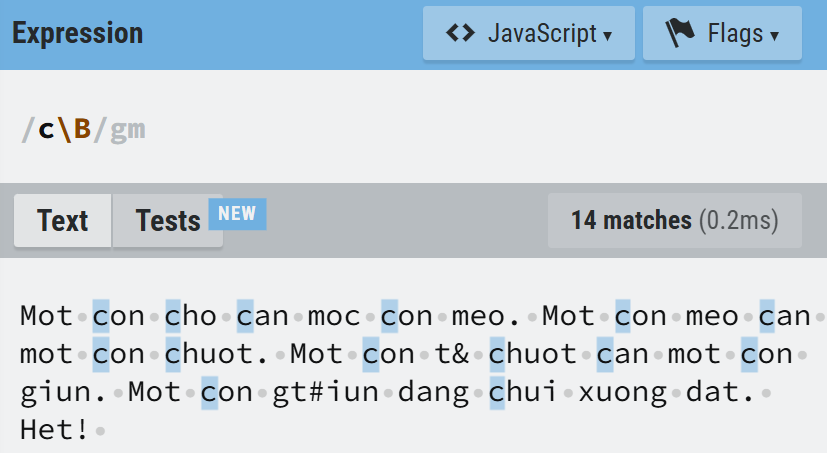 Expression <> JavaScript ▾ Flags ▾
/c\B/gm
Text Tests NEW 14 matches (0.2ms)
Mot·con·cho·can·moc·con·meo.·Mot·con·meo·can·
mot·con·chuot.·Mot·con·t&·chuot·can·mot·con·
giun.·Mot·con·gt#iun·dang·chui·xuong·dat.·
Het!·